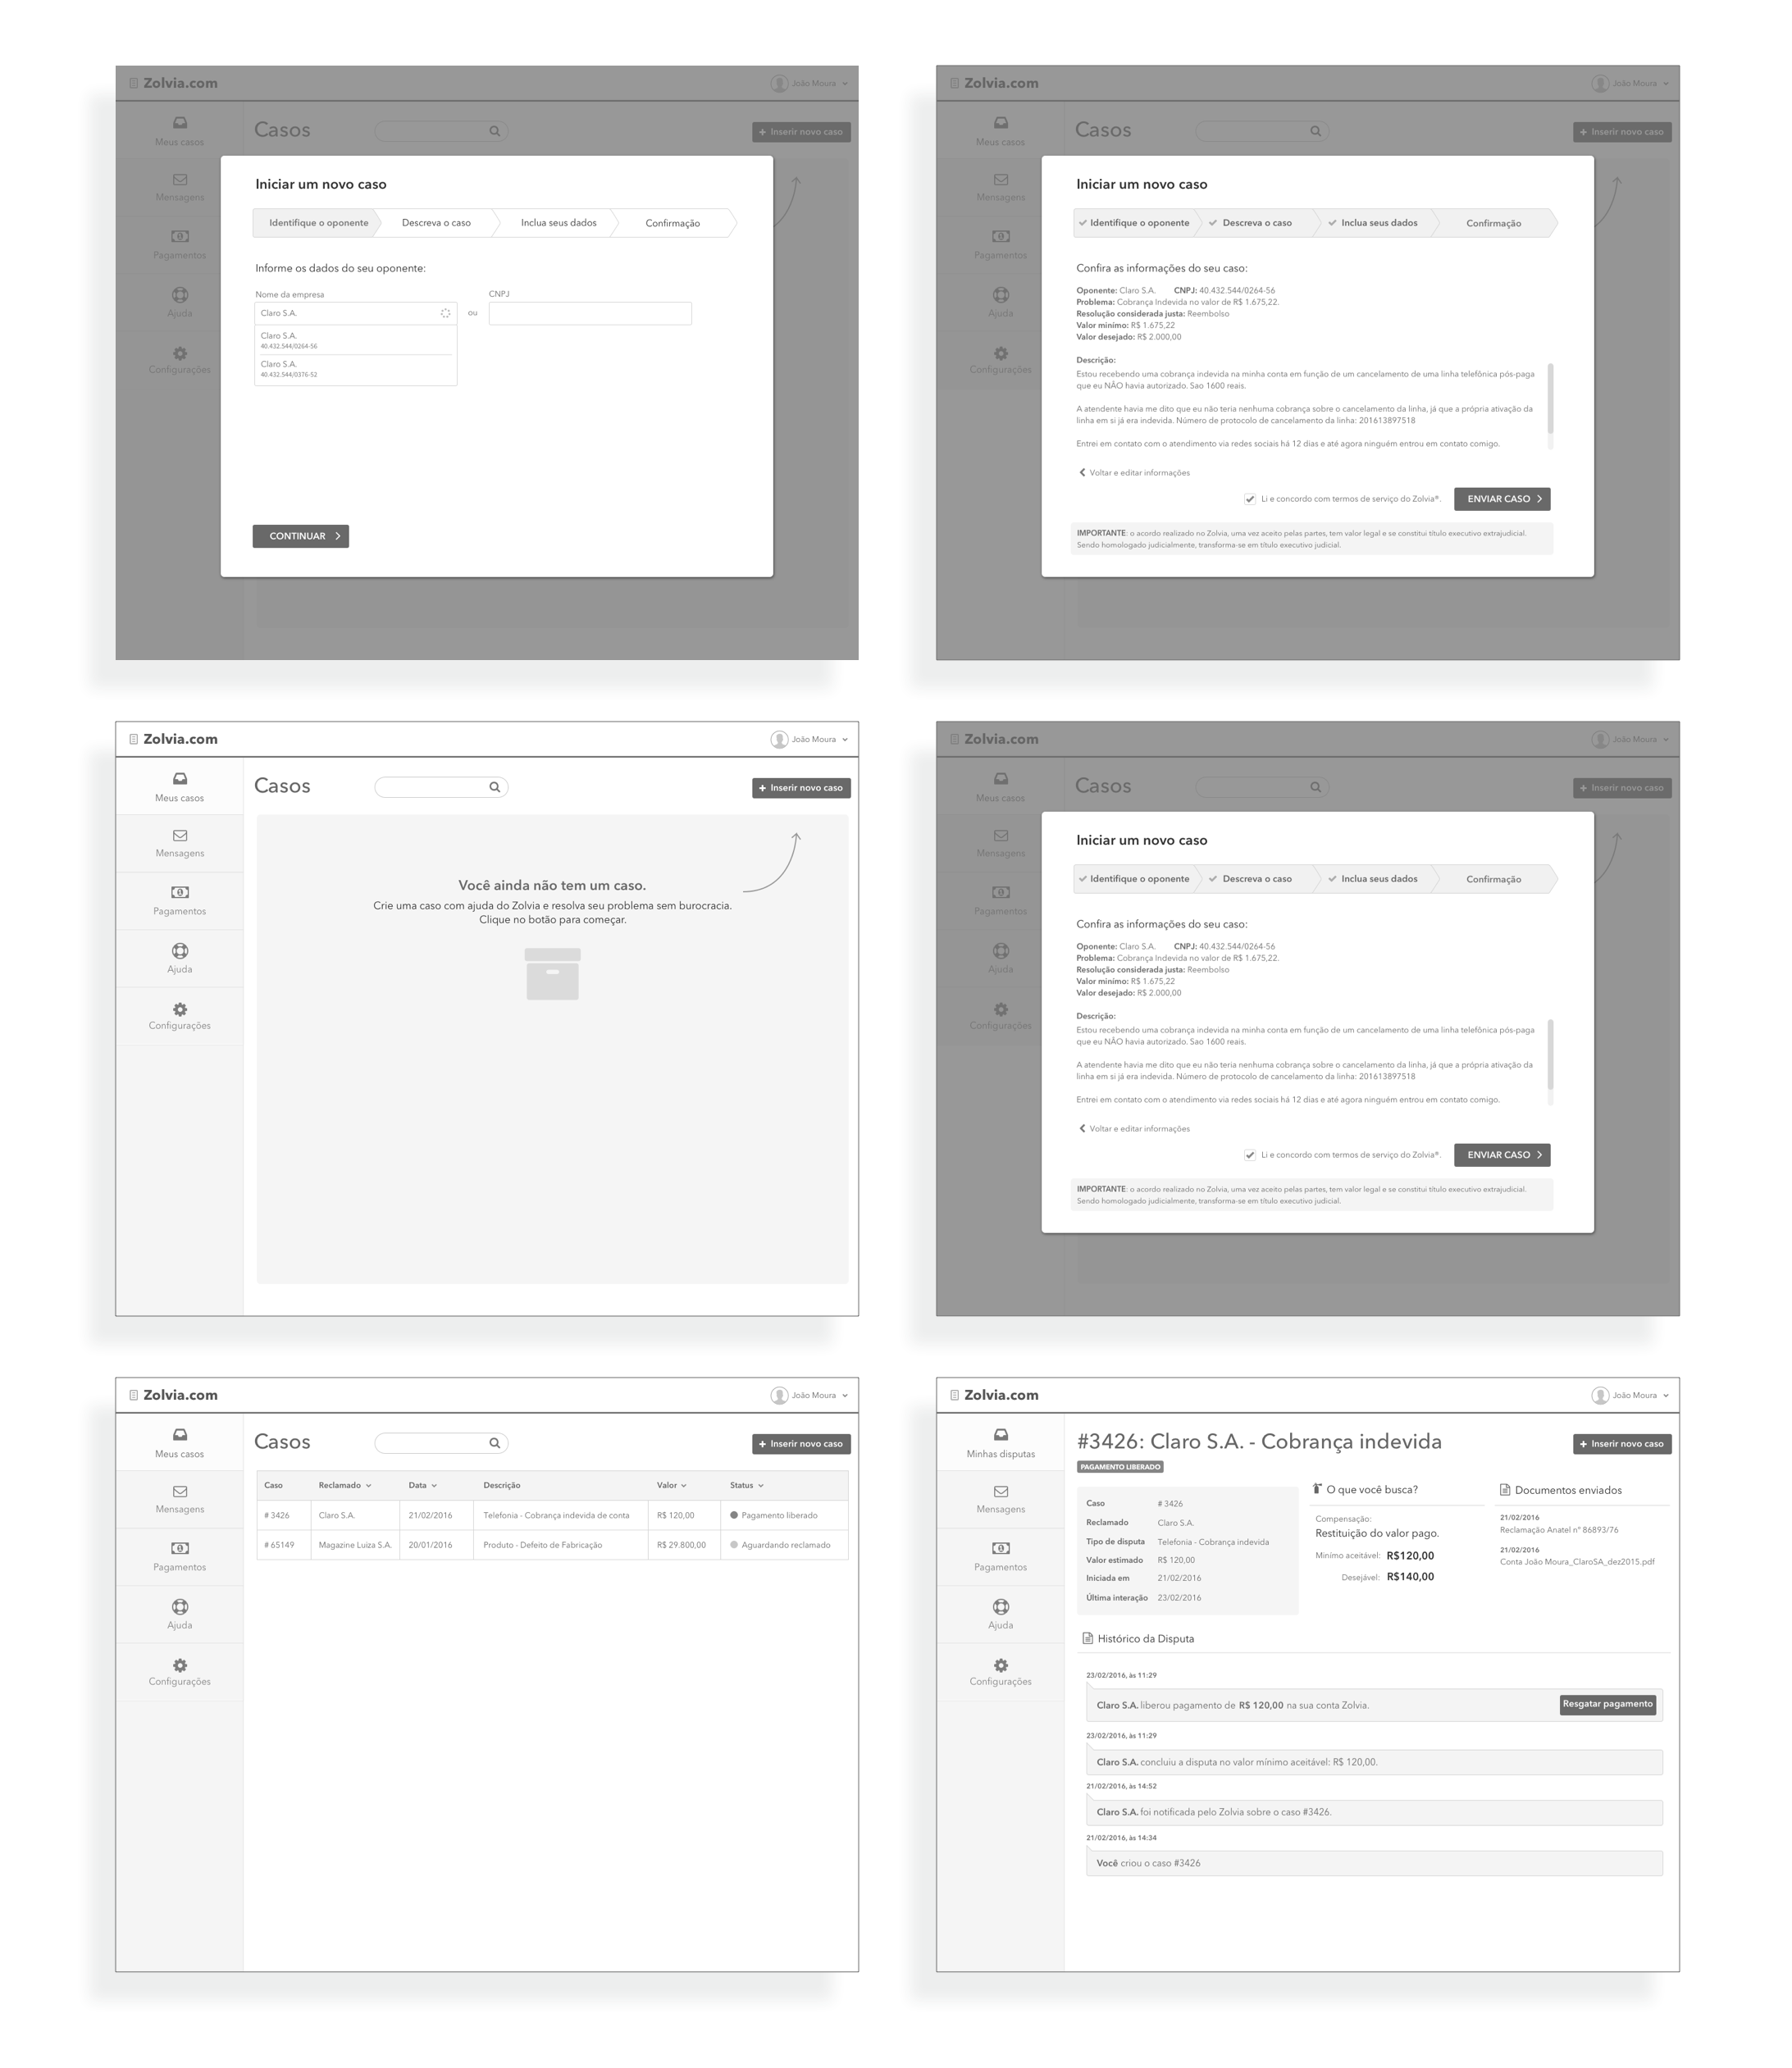 Zolvia.com
João Moura
Meus casos
Mensagens
Pagamentos
Ajuda
Configurações
Casos
+ Inserir novo caso
Iniciar um novo caso
Identifique o oponente
Descreva o caso
Inclua seus dados
Confirmação
Informe os dados do seu oponente:
Nome da empresa
CNPJ
Claro S.A.
ou
Claro S.A.
40.432.544/0264-56
Claro S.A.
40.432.544/0376-52
CONTINUAR
Zolvia.com
João Moura
Meus casos
Mensagens
Pagamentos
Ajuda
Configurações
Casos
+ Inserir novo caso
Iniciar um novo caso
Identifique o oponente
Descreva o caso
Inclua seus dados
Confirmação
Confira as informações do seu caso:
Oponente: Claro S.A. CNPJ: 40.432.544/0264-56
Problema: Cobrança Indevida no valor de R$ 1.675,22.
Resolução considerada justa: Reembolso
Valor mínimo: R$ 1.675,22
Valor desejado: R$ 2.000,00
Descrição:
Estou recebendo uma cobrança indevida na minha conta em função de um cancelamento de uma linha telefônica pós-paga
que eu NÃO havia autorizado. Sao 1600 reais.
A atendente havia me dito que eu não teria nenhuma cobrança sobre o cancelamento da linha, já que a própria ativação da
linha em si já era indevida. Número de protocolo de cancelamento da linha: 201613897518
Entrei em contato com o atendimento via redes sociais há 12 dias e até agora ninguém entrou em contato comigo.
Voltar e editar informações
Li e concordo com termos de serviço do Zolvia*.
ENVIAR CASO
IMPORTANTE: o acordo realizado no Zolvia, uma vez aceito pelas partes, tem valor legal e se constitui título executivo extrajudicial.
Sendo homologado judicialmente, transforma-se em título executivo judicial.
Zolvia.com
João Moura
Meus casos
Mensagens
Pagamentos
Ajuda
Configurações
Casos
+ Inserir novo caso
Você ainda não tem um caso.
Crie uma caso com ajuda do Zolvia e resolva seu problema sem burocracia.
Clique no botão para começar.
Zolvia.com
João Moura
Meus casos
Mensagens
Pagamentos
Ajuda
Configurações
Casos
+ Inserir novo caso
Iniciar um novo caso
Identifique o oponente
Descreva o caso
Inclua seus dados
Confirmação
Confira as informações do seu caso:
Oponente: Claro S.A. CNPJ: 40.432.544/0264-56
Problema: Cobrança Indevida no valor de R$ 1.675,22.
Resolução considerada justa: Reembolso
Valor mínimo: R$ 1.675,22
Valor desejado: R$ 2.000,00
Descrição:
Estou recebendo uma cobrança indevida na minha conta em função de um cancelamento de uma linha telefônica pós-paga
que eu NÃO havia autorizado. Sao 1600 reais.
A atendente havia me dito que eu não teria nenhuma cobrança sobre o cancelamento da linha, já que a própria ativação da
linha em si já era indevida. Número de protocolo de cancelamento da linha: 201613897518
Entrei em contato com o atendimento via redes sociais há 12 dias e até agora ninguém entrou em contato comigo.
Voltar e editar informações
Li e concordo com termos de serviço do Zolvia*.
ENVIAR CASO
IMPORTANTE: o acordo realizado no Zolvia, uma vez aceito pelas partes, tem valor legal e se constitui título executivo extrajudicial.
Sendo homologado judicialmente, transforma-se em título executivo judicial.
Zolvia.com
João Moura
Meus casos
Mensagens
Pagamentos
Ajuda
Configurações
Casos
+ Inserir novo caso
Caso Reclamado Data Descrição Valor Status
# 3426 Claro S.A. 21/02/2016 Telefonia - Cobrança indevida de conta R$ 120,00 Pagamento liberado
# 65149 Magazine Luiza S.A. 20/01/2016 Produto - Defeito de Fabricação R$ 29.800,00 Aguardando reclamado
Zolvia.com
João Moura
Minhas disputas
Mensagens
Pagamentos
Ajuda
Configurações
#3426: Claro S.A. - Cobrança indevida
+ Inserir novo caso
PAGAMENTO LIBERADO
Caso # 3426
Reclamado Claro S.A.
Tipo de disputa Telefonia - Cobrança indevida
Valor estimado R$ 120,00
Iniciada em 21/02/2016
Última interação 23/02/2016
O que você busca?
Compensação:
Restituição do valor pago.
Minímo aceitável: R$120,00
Desejável: R$140,00
Documentos enviados
21/02/2016
Reclamação Anatel nº 86893/76
21/02/2016
Conta João Moura_ClaroSA_dez2015.pdf
Histórico da Disputa
23/02/2016, às 11:29
Claro S.A. liberou pagamento de R$ 120,00 na sua conta Zolvia.
Resgatar pagamento
23/02/2016, às 11:29
Claro S.A. concluiu a disputa no valor mínimo aceitável: R$ 120,00.
21/02/2016, às 14:52
Claro S.A. foi notificada pelo Zolvia sobre o caso #3426.
21/02/2016, às 14:34
Você criou o caso #3426